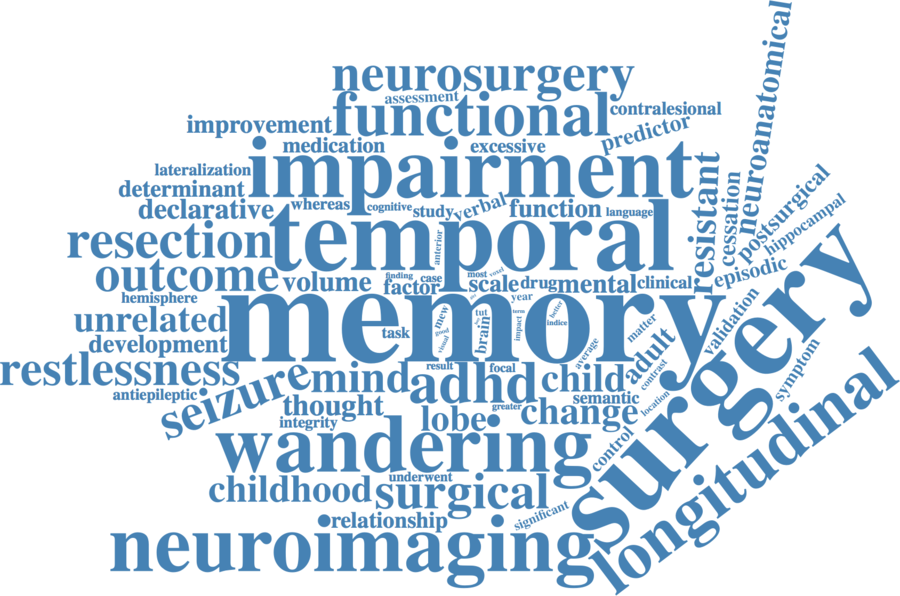 neurosurgery
assessment
functional
contralesional
improvement
predictor
medication
excessive
neuroanatomical
impairment
lateralization
determinant
resistant
cessation
postsurgical
declarative
whereas
cognitive
study
verbal
function
language
hippocampal
temporal
resection
anterior
outcome
volume
finding
case
factor
most
voxel
scale
drug
mental
clinical
episodic
hemisphere
year
memory
surgery
unrelated
task
mew
good
visual
tut
brain
term
impact
better
indice
matter
validation
development
average
adult
contrast
symptom
restlessness
result
focal
seizure
mind
adhd
child
antiepileptic
thought
semantic
location
integrity
lobe
greater
change
longitudinal
wandering
control
childhood
underwent
surgical
significant
relationship
neuroimaging